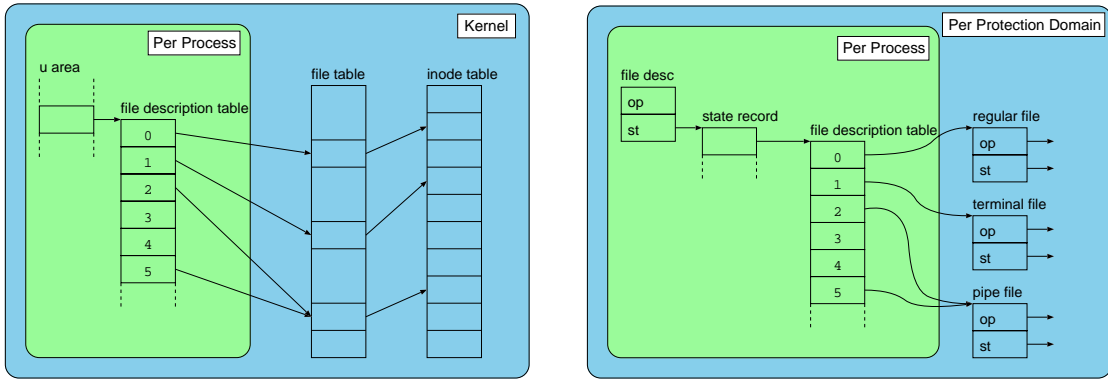 Kernel
Per Process
u area
file table
inode table
file description table
0
1
2
3
4
5
Per Protection Domain
Per Process
file desc
op
st
state record
file description table
0
1
2
3
4
5
regular file
op
st
terminal file
op
st
pipe file
op
st